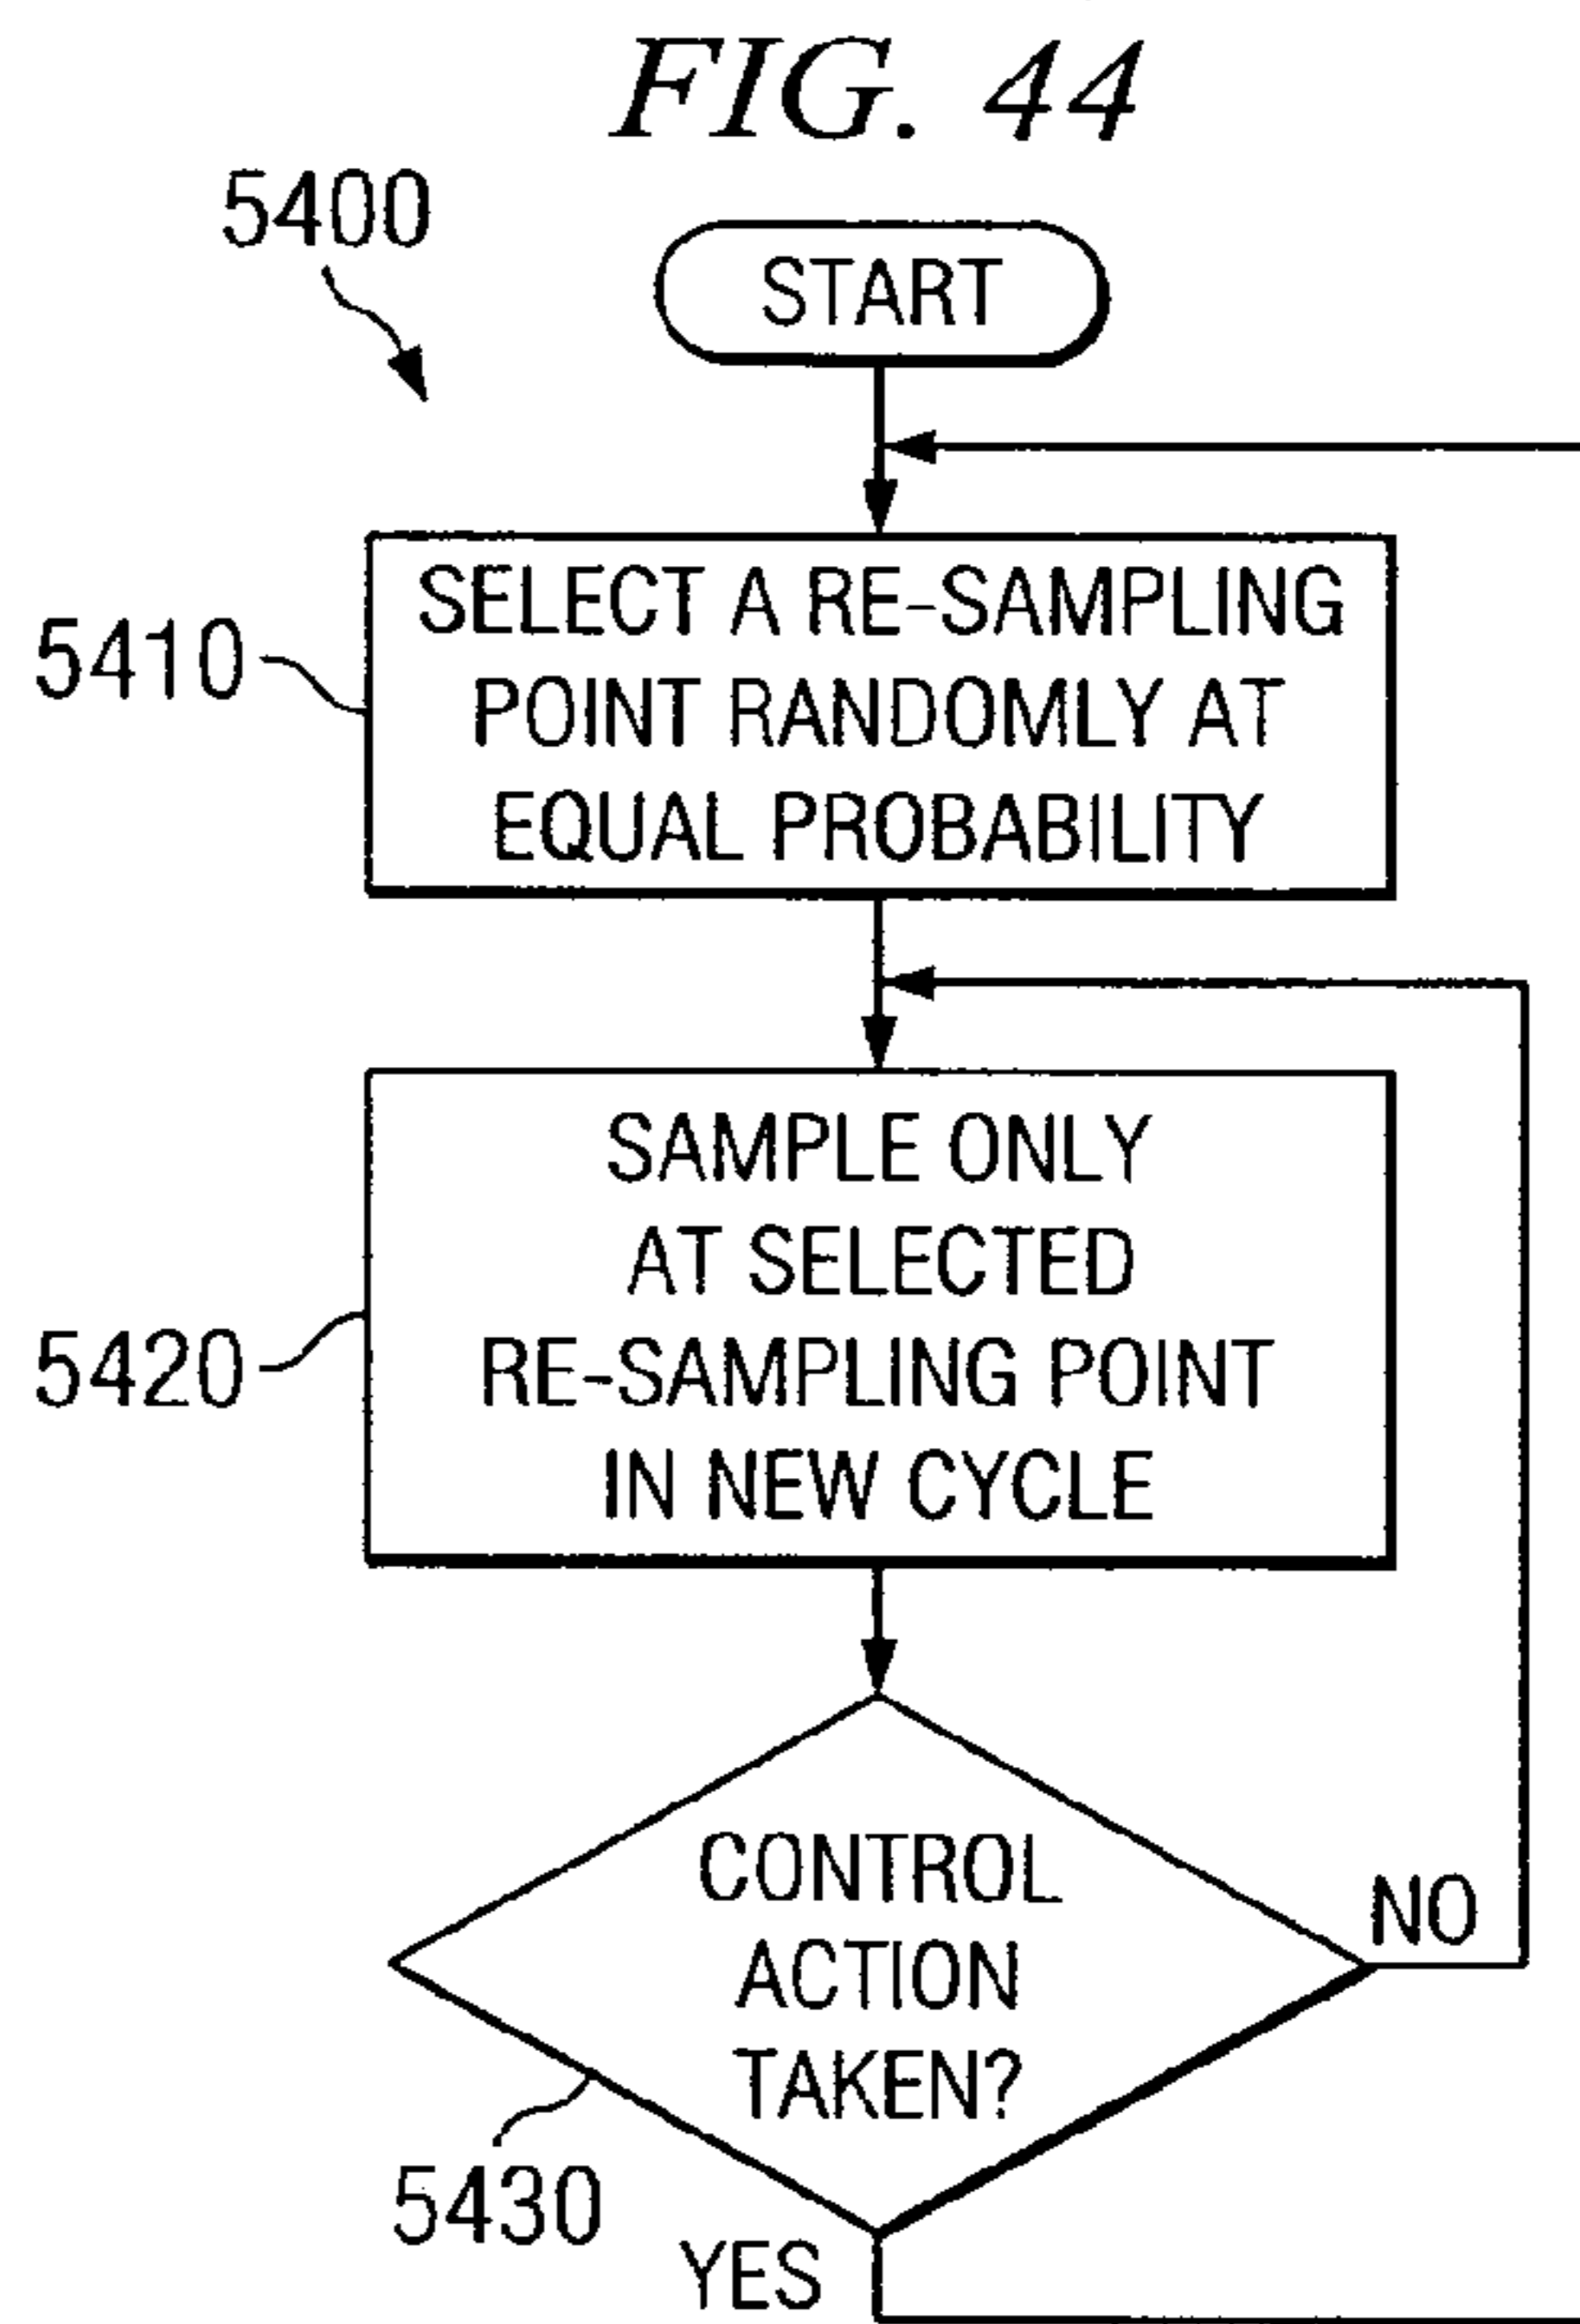 FIG. 44
5400
START
5410
SELECT A RE-SAMPLING
POINT RANDOMLY AT
EQUAL PROBABILITY
5420
SAMPLE ONLY
AT SELECTED
RE-SAMPLING POINT
IN NEW CYCLE
CONTROL
ACTION
TAKEN?
NO
5430
YES